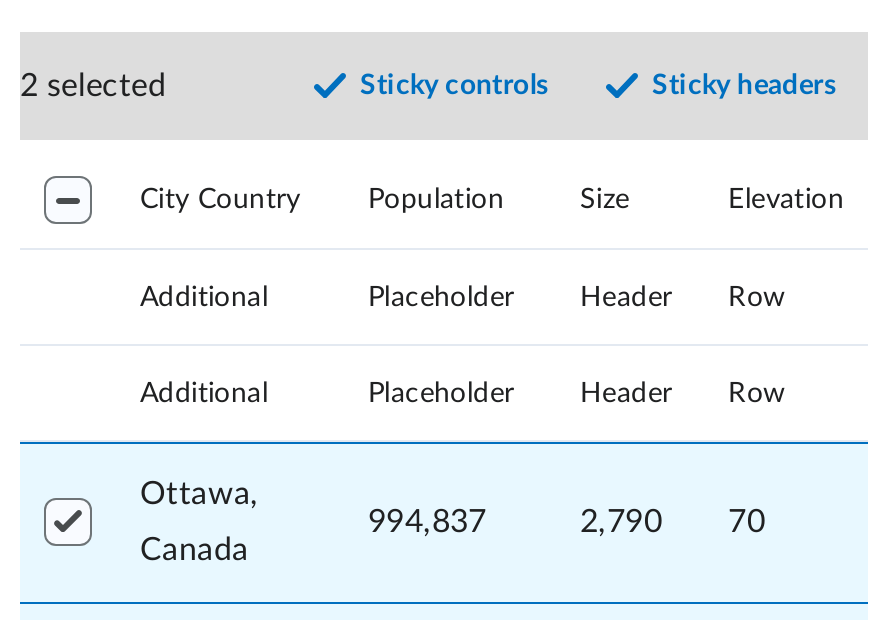 2 selected Sticky controls Sticky headers
City Country Population Size Elevation
Additional Placeholder Header Row
Additional Placeholder Header Row
Ottawa,
Canada 994,837 2,790 70